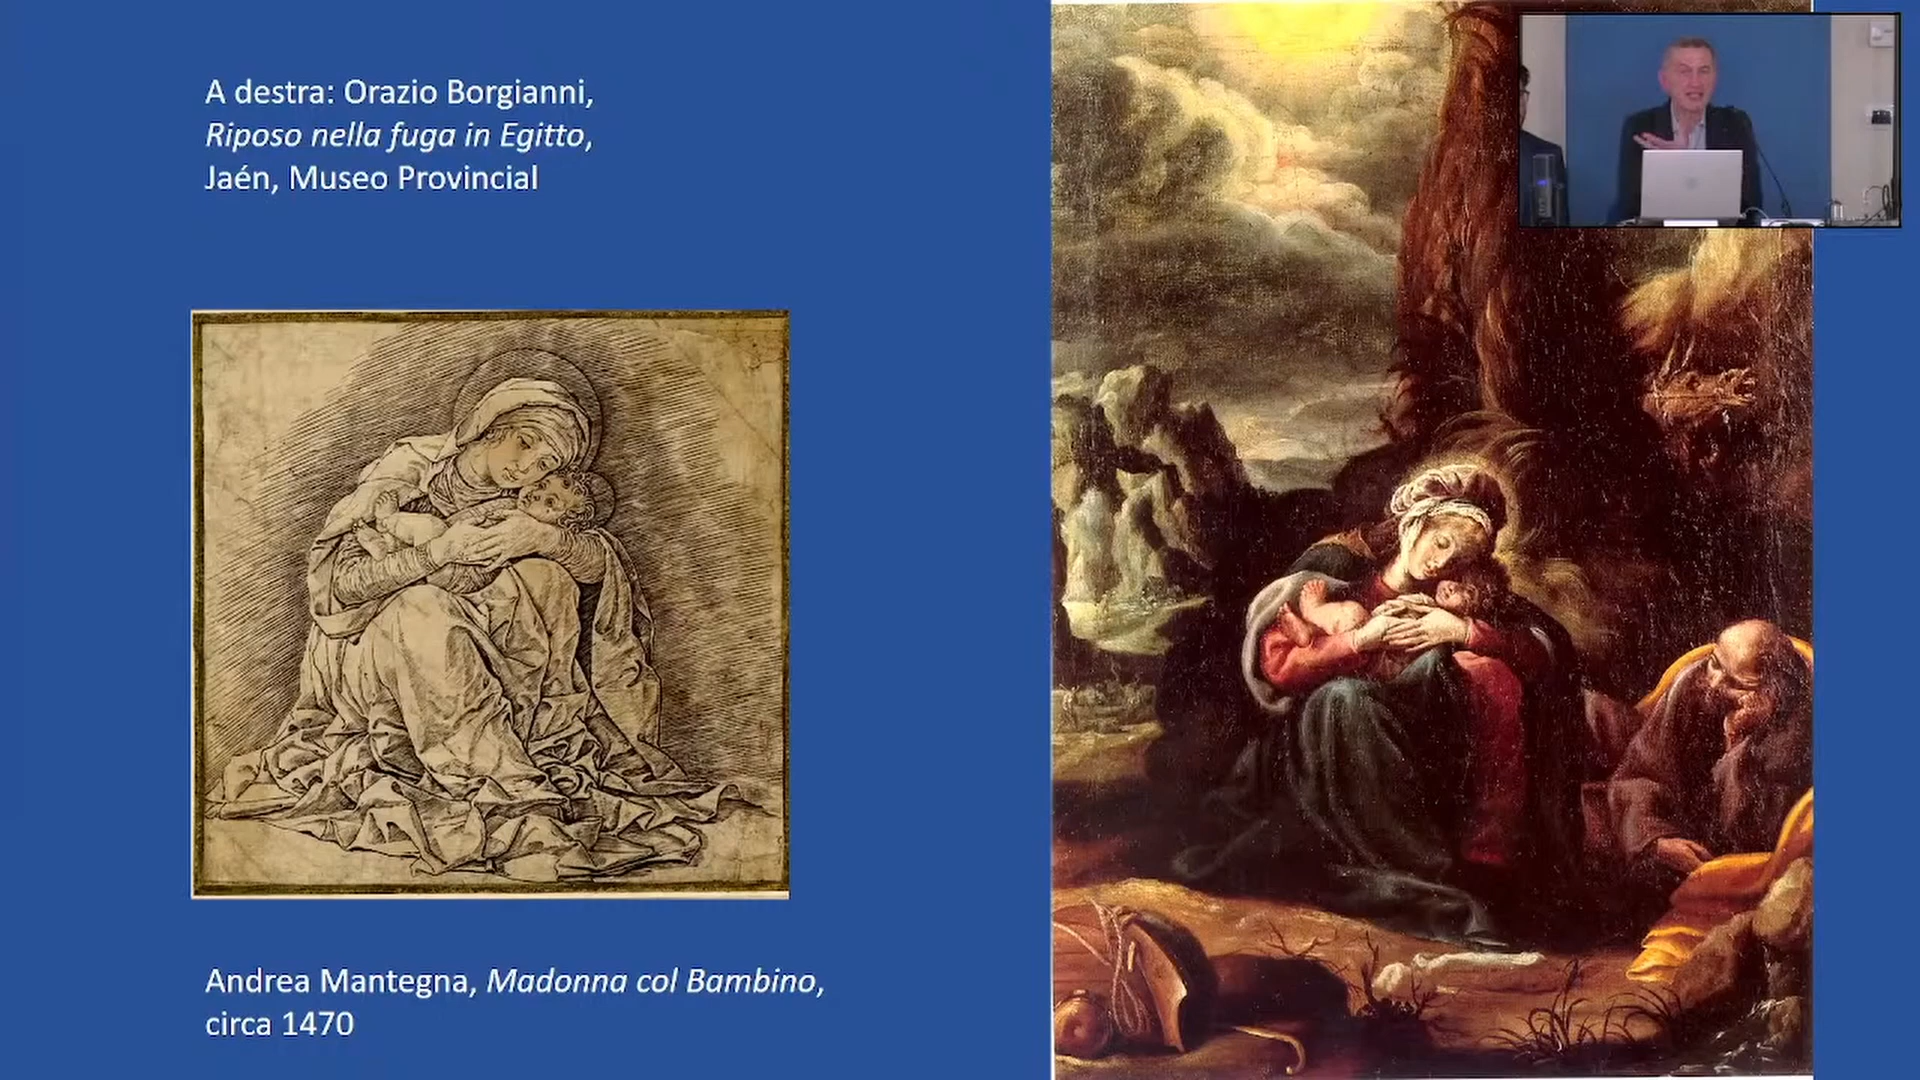 A destra: Orazio Borgianni,
Riposo nella fuga in Egitto,
Jaén, Museo Provincial
Andrea Mantegna, Madonna col Bambino,
circa 1470